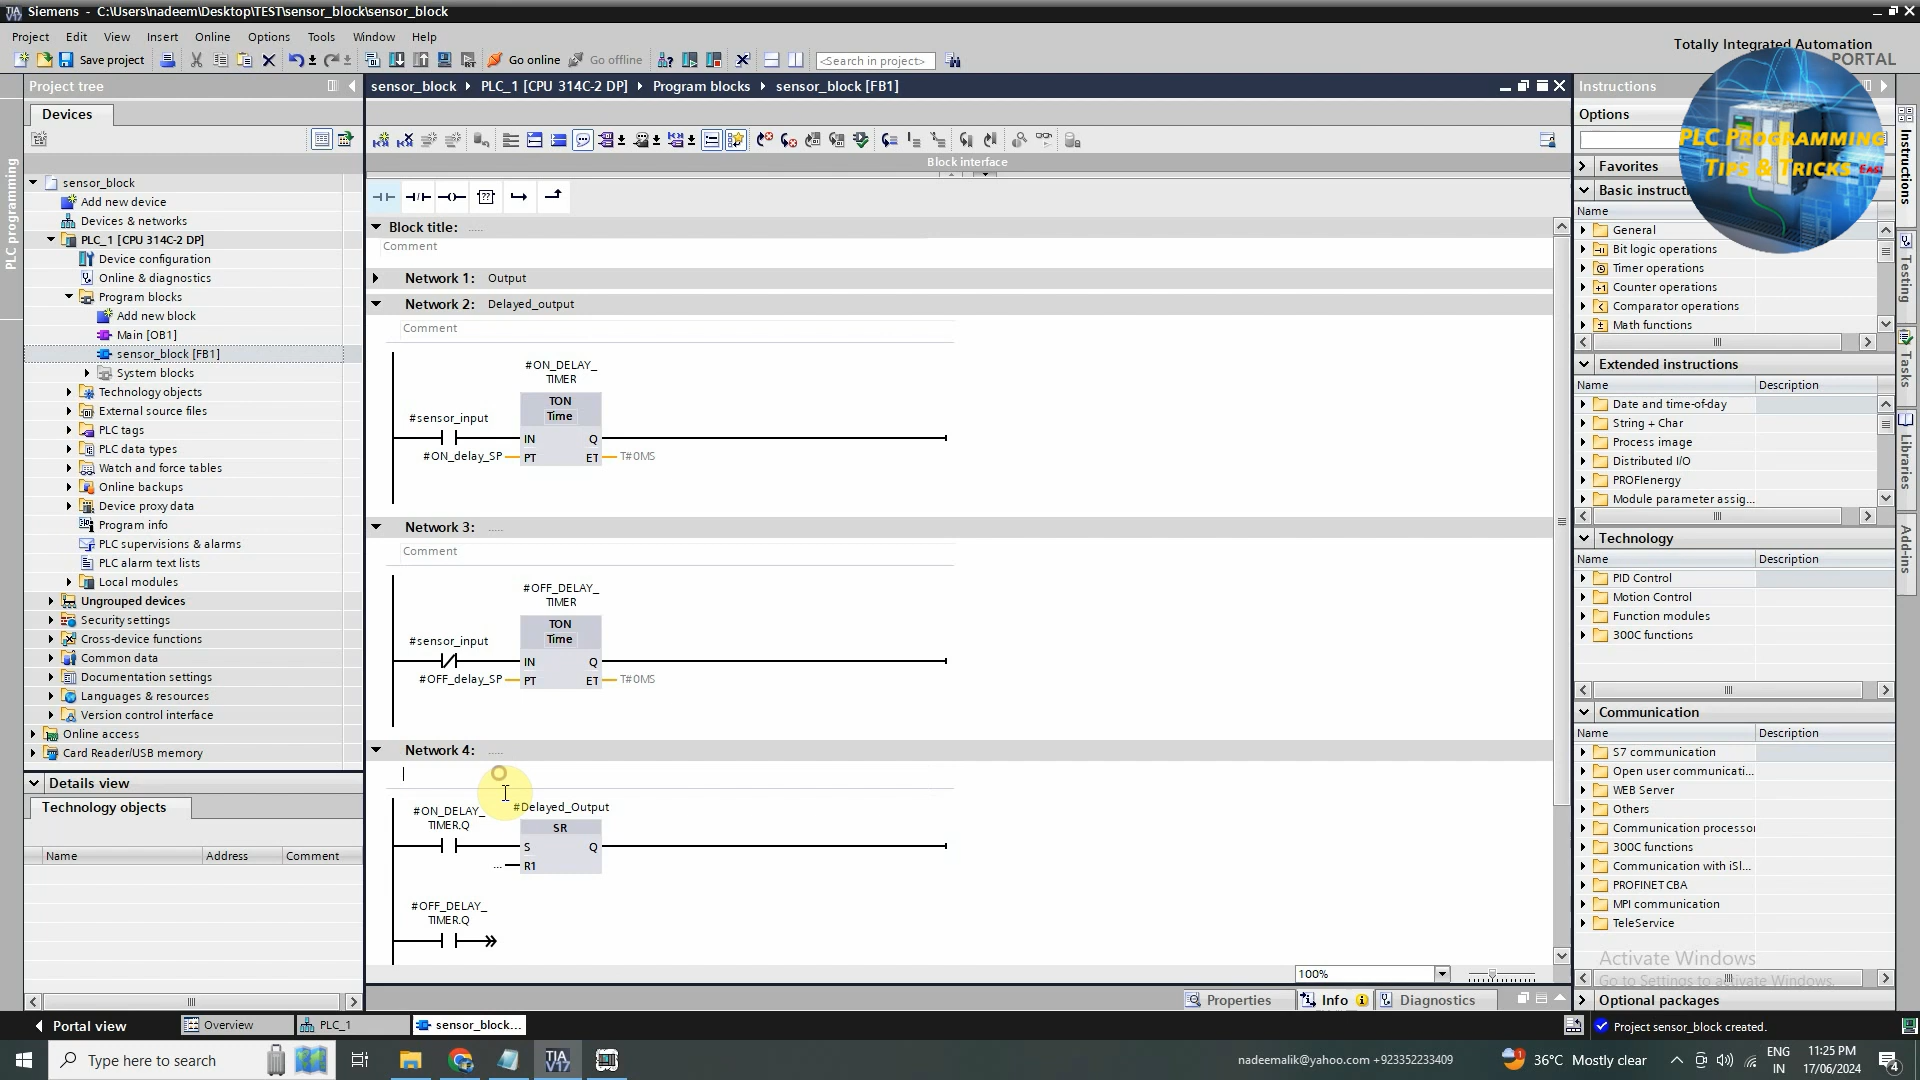 Siemens - C:\Users\nadeem\Desktop\TEST\sensor_block\sensor_block
Project Edit View Insert Online Options Tools Window Help
Totally Integrated Automation
PORTAL
Save project
Go online
Go offline
<Search in project>
Project tree
sensor_block PLC_1 [CPU 314C-2 DP] Program blocks sensor_block [FB1]
Instructions
Devices
Options
PLC PROGRAMMING
TIPS & TRICKS EASY
Block interface
PLC programming
Favorites
Basic instructi
Name
General
Bit logic operations
Timer operations
Counter operations
Comparator operations
Math functions
Extended instructions
Name Description
Date and time-of-day
String + Char
Process image
Distributed I/O
PROFIenergy
Module parameter assig...
Technology
Name Description
PID Control
Motion Control
Function modules
300C functions
Communication
Name Description
S7 communication
Open user communicati...
WEB Server
Others
Communication processor
300C functions
Communication with iSl...
PROFINET CBA
MPI communication
TeleService
Optional packages
Instructions
Testing
Tasks
Libraries
Add-ins
sensor_block
Add new device
Devices & networks
PLC_1 [CPU 314C-2 DP]
Device configuration
Online & diagnostics
Program blocks
Add new block
Main [OB1]
sensor_block [FB1]
System blocks
Technology objects
External source files
PLC tags
PLC data types
Watch and force tables
Online backups
Device proxy data
Program info
PLC supervisions & alarms
PLC alarm text lists
Local modules
Ungrouped devices
Security settings
Cross-device functions
Common data
Documentation settings
Languages & resources
Version control interface
Online access
Card Reader/USB memory
Details view
Technology objects
Name Address Comment
??
Block title: .....
Comment
Network 1: Output
Network 2: Delayed_output
Comment
#ON_DELAY_
TIMER
TON
Time
#sensor_input
IN Q
#ON_delay_SP PT ET T#0MS
Network 3: .....
Comment
#OFF_DELAY_
TIMER
TON
Time
#sensor_input
IN Q
#OFF_delay_SP PT ET T#0MS
Network 4: .....
#ON_DELAY_
TIMER.Q
#Delayed_Output
SR
S Q
... R1
#OFF_DELAY_
TIMER.Q
100%
Properties Info Diagnostics
Activate Windows
Go to Settings to activate Windows.
Portal view Overview PLC_1 sensor_block...
Project sensor_block created.
Type here to search
TIA
V17
nadeemalik@yahoo.com +923352233409
36°C Mostly clear
ENG
IN
11:25 PM
17/06/2024
4